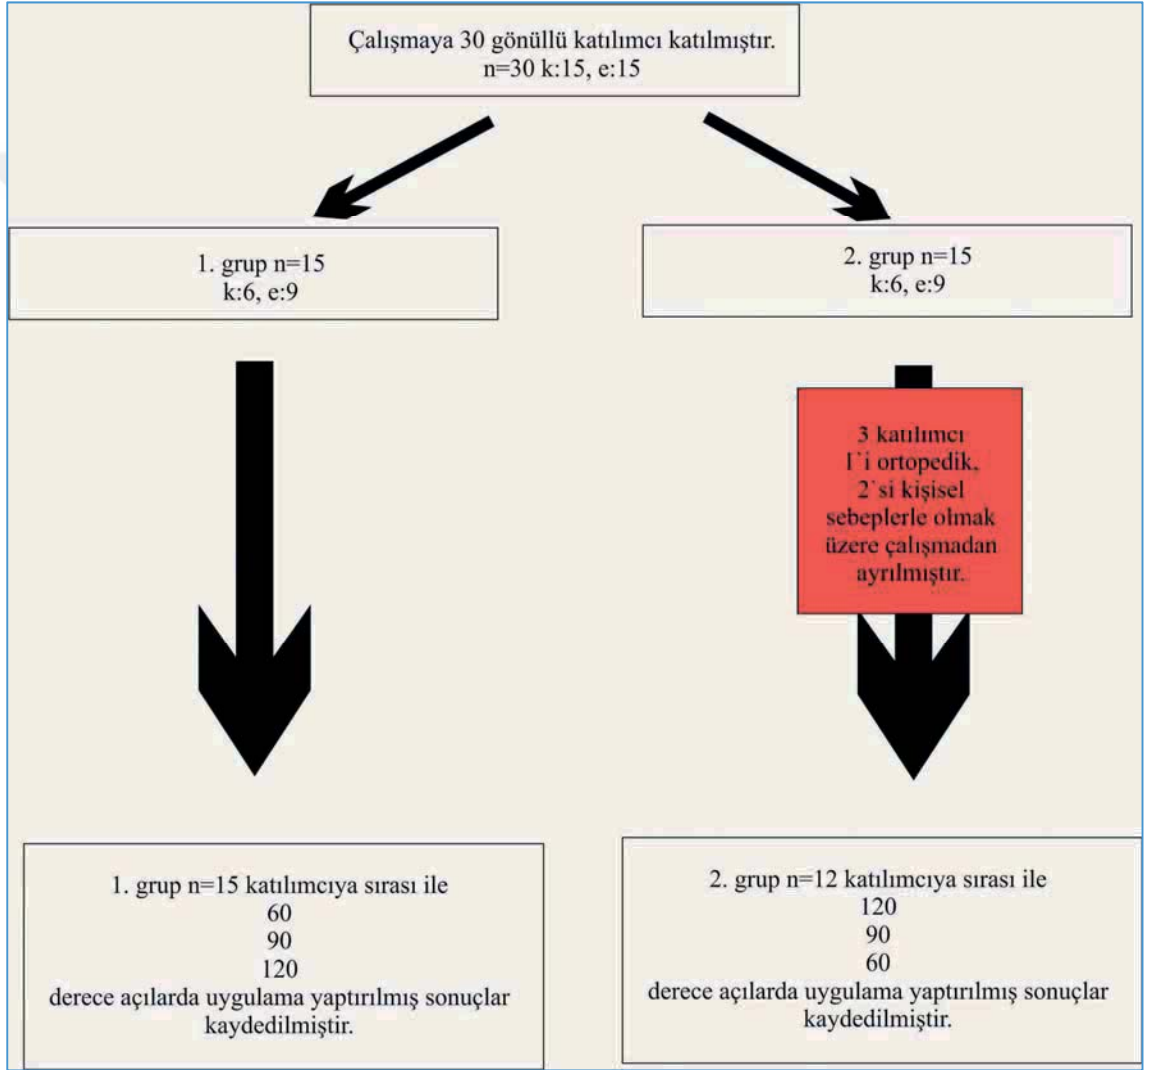 Çalışmaya 30 gönüllü katılımcı katılmıştır.
n=30 k:15, e:15
1. grup n=15
k:6, e:9
2. grup n=15
k:6, e:9
3 katılımcı
1`i ortopedik,
2`si kişisel
sebeplerle olmak
üzere çalışmadan
ayrılmıştır.
1. grup n=15 katılımcıya sırası ile
60
90
120
derece açılarda uygulama yaptırılmış sonuçlar
kaydedilmiştir.
2. grup n=12 katılımcıya sırası ile
120
90
60
derece açılarda uygulama yaptırılmış sonuçlar
kaydedilmiştir.